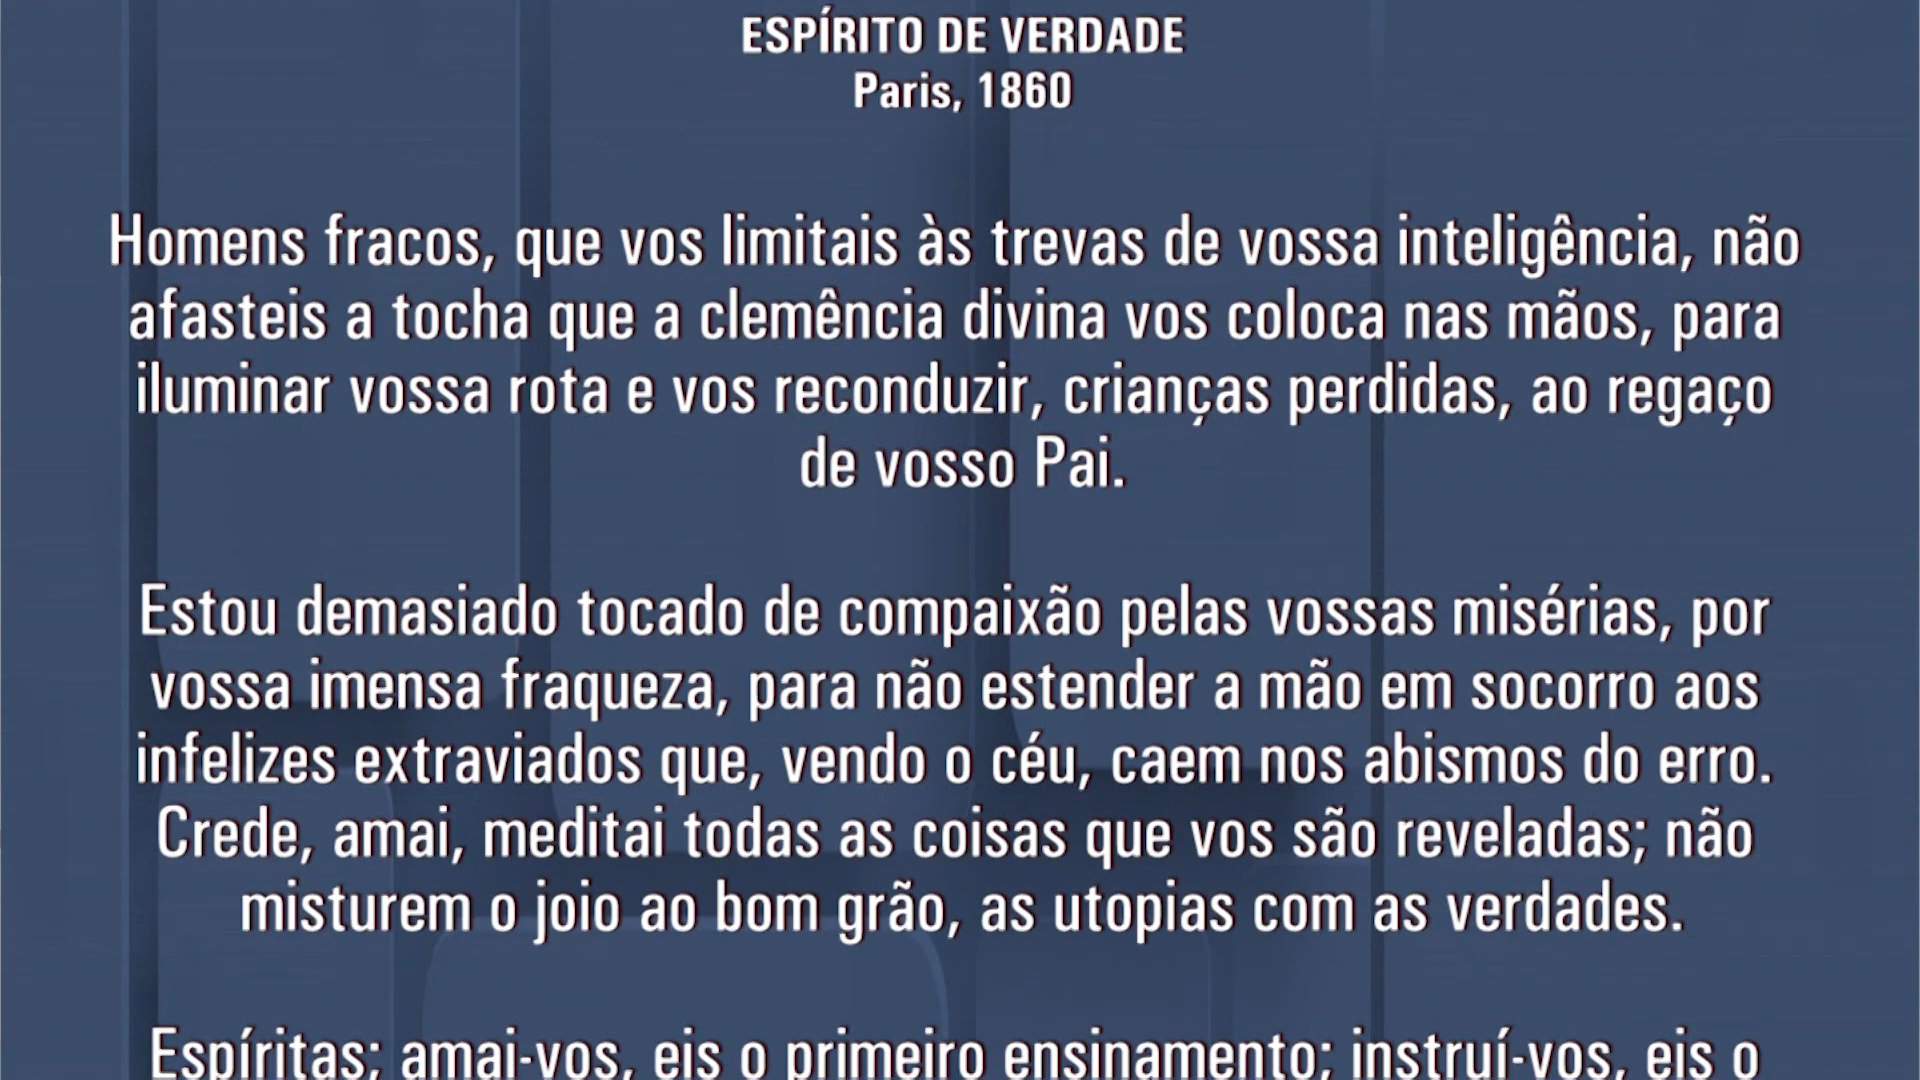 ESPÍRITO DE VERDADE
Paris, 1860
Homens fracos, que vos limitais às trevas de vossa inteligência, não
afasteis a tocha que a clemência divina vos coloca nas mãos, para
iluminar vossa rota e vos reconduzir, crianças perdidas, ao regaço
de vosso Pai.
Estou demasiado tocado de compaixão pelas vossas misérias, por
vossa imensa fraqueza, para não estender a mão em socorro aos
infelizes extraviados que, vendo o céu, caem nos abismos do erro.
Crede, amai, meditai todas as coisas que vos são reveladas; não
misturem o joio ao bom grão, as utopias com as verdades.
Espíritas; amai-vos, eis o primeiro ensinamento; instruí-vos, eis o